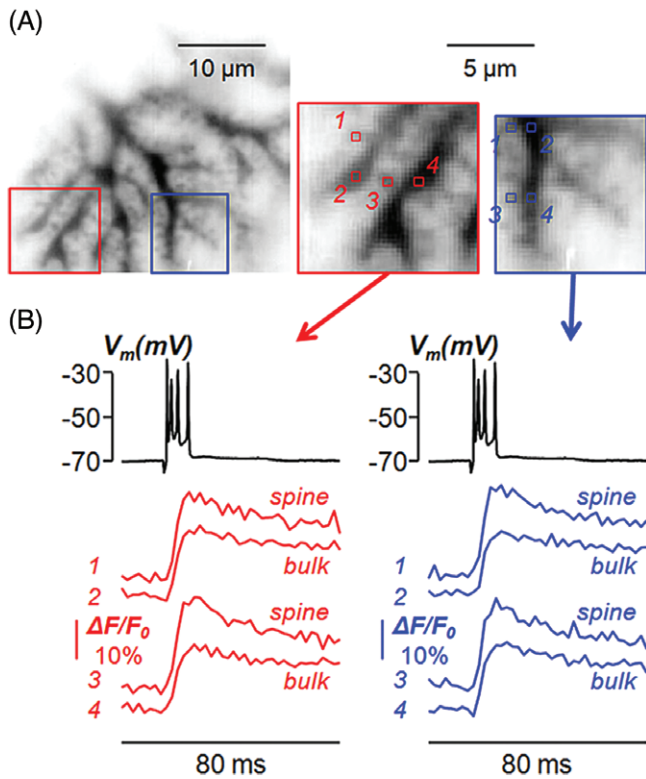 (A)
10 µm
5 µm
1
2
3
4
1
2
3
4
(B)
Vm(mV)
-30
-50
-70
spine
1
bulk
2
ΔF/F0
10%
spine
3
bulk
4
80 ms
Vm(mV)
-30
-50
-70
spine
1
bulk
2
ΔF/F0
10%
spine
3
bulk
4
80 ms